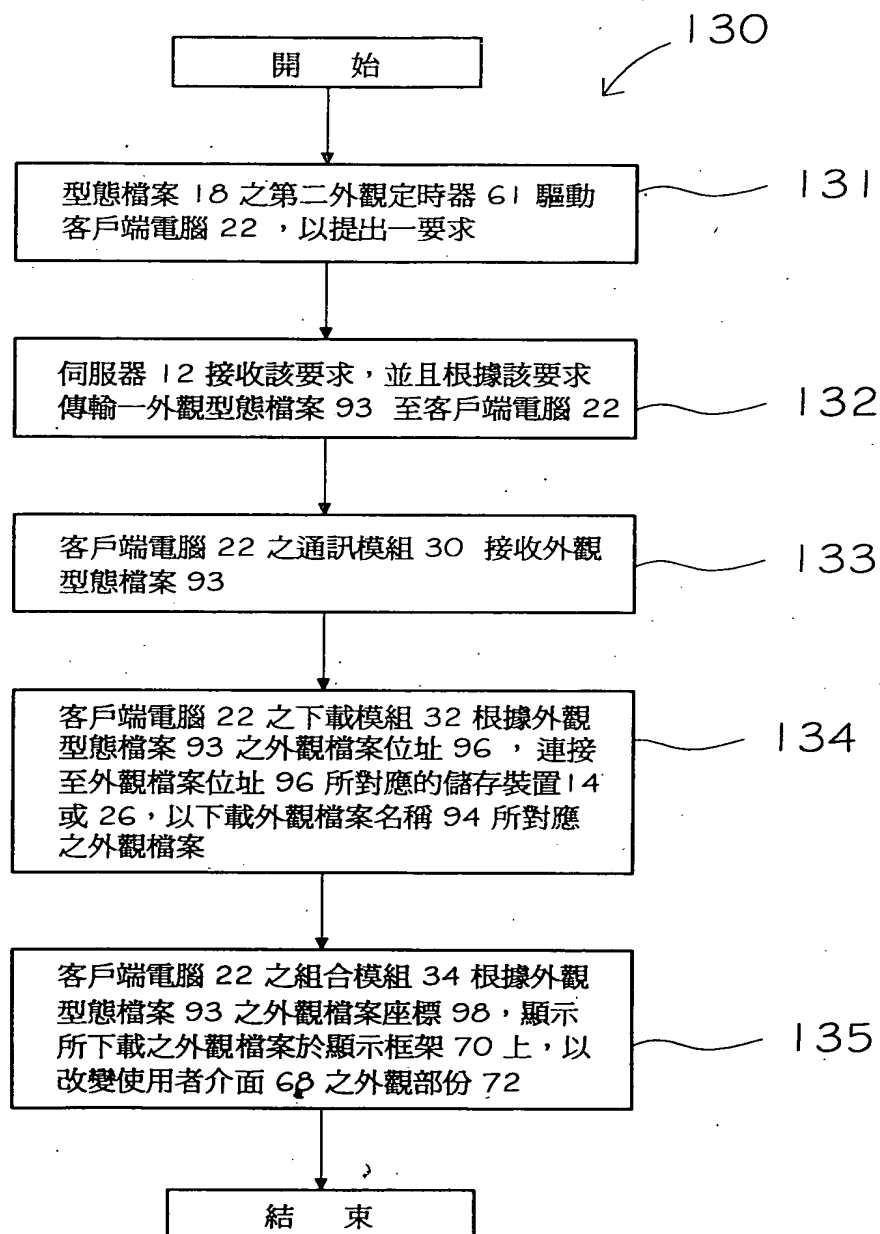 130
開 始
型態檔案 18 之第二外觀定時器 61 驅動
客戶端電腦 22 ，以提出一要求
131
伺服器 12 接收該要求，並且根據該要求
傳輸一外觀型態檔案 93 至客戶端電腦 22
132
客戶端電腦 22 之通訊模組 30 接收外觀
型態檔案 93
133
客戶端電腦 22 之下載模組 32 根據外觀
型態檔案 93 之外觀檔案位址 96 ，連接
至外觀檔案位址 96 所對應的儲存裝置14
或 26，以下載外觀檔案名稱 94 所對應
之外觀檔案
134
客戶端電腦 22 之組合模組 34 根據外觀
型態檔案 93 之外觀檔案座標 98，顯示
所下載之外觀檔案於顯示框架 70 上，以
改變使用者介面 68 之外觀部份 72
135
結 束